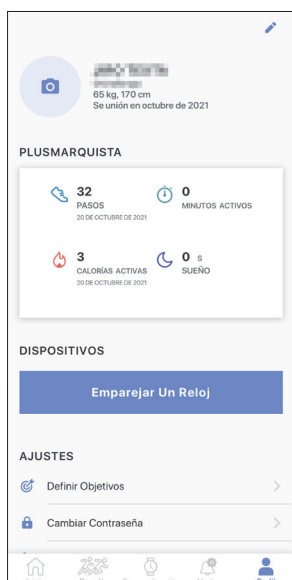 65 kg, 170 cm
Se unión en octubre de 2021
PLUSMARQUISTA
32
PASOS
20 DE OCTUBRE DE 2021
0
MINUTOS ACTIVOS
3
CALORÍAS ACTIVAS
20 DE OCTUBRE DE 2021
0 s
SUEÑO
DISPOSITIVOS
Emparejar Un Reloj
AJUSTES
Definir Objetivos
Cambiar Contraseña